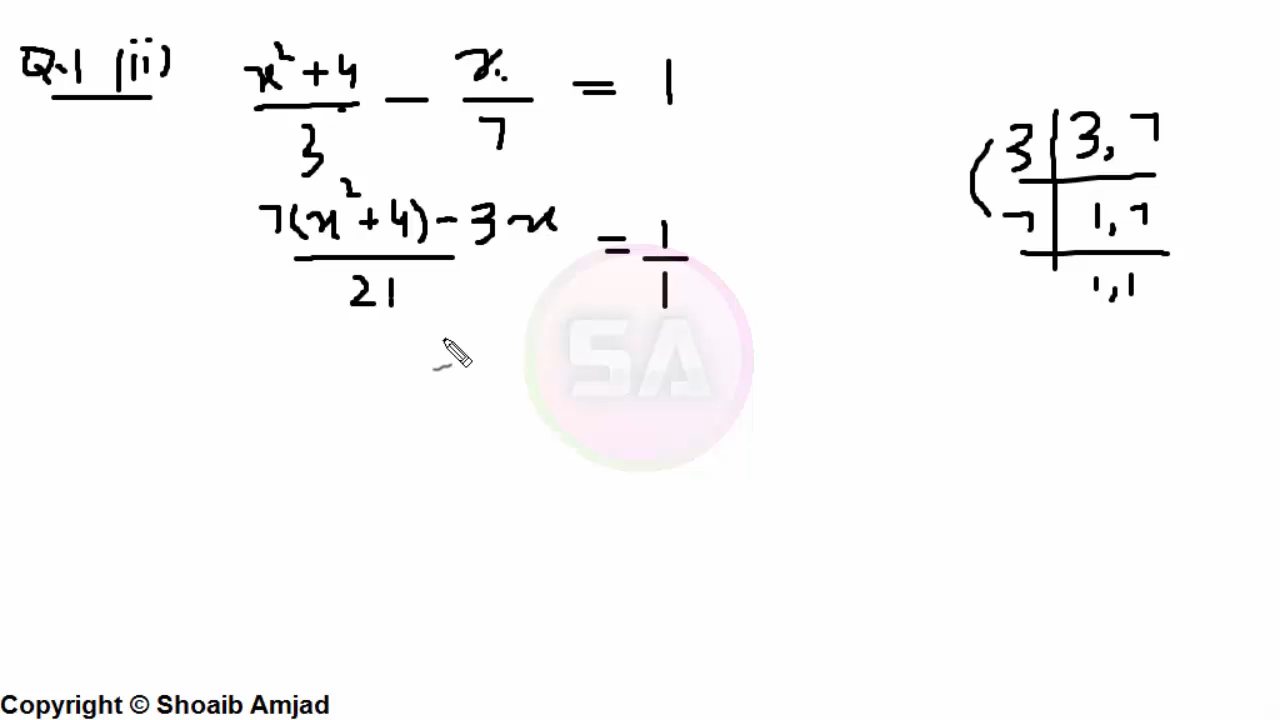 Q.1 (ii) x²+4/3 - x/7 = 1
7(x²+4)-3x/21 = 1/1
3 | 3, 7
7 | 1, 7
1, 1
SA
Copyright © Shoaib Amjad